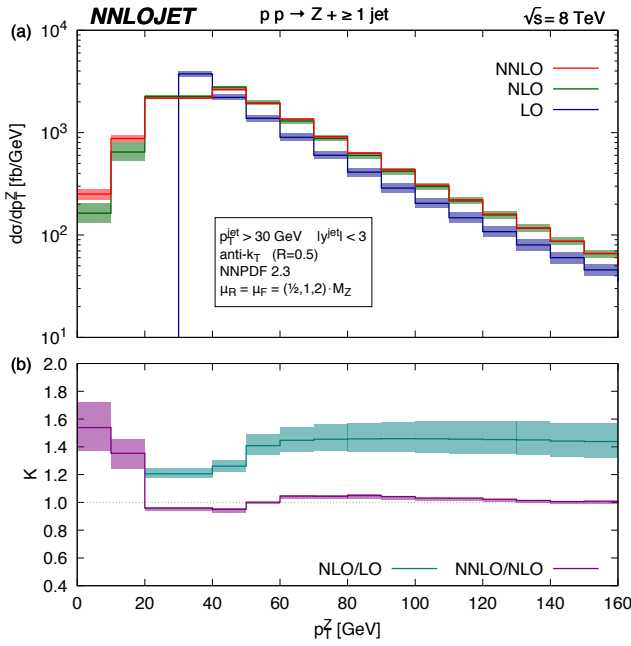 NNLOJET p p → Z + ≥ 1 jet √s = 8 TeV
(a)
10⁴
10³
10²
10¹
dσ/dp_T^Z [fb/GeV]
NNLO
NLO
LO
p_T^jet > 30 GeV |y^jet| < 3
anti-k_T (R=0.5)
NNPDF 2.3
μ_R = μ_F = (½,1,2) · M_Z
(b)
2.0
1.8
1.6
1.4
1.2
1.0
0.8
0.6
0.4
K
NLO/LO NNLO/NLO
0 20 40 60 80 100 120 140 160
p_T^Z [GeV]